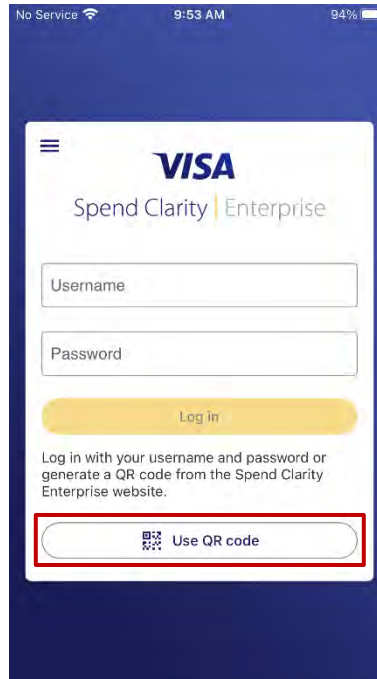 No Service 9:53 AM 94%
VISA
Spend Clarity Enterprise
Username
Password
Log in
Log in with your username and password or
generate a QR code from the Spend Clarity
Enterprise website.
Use QR code